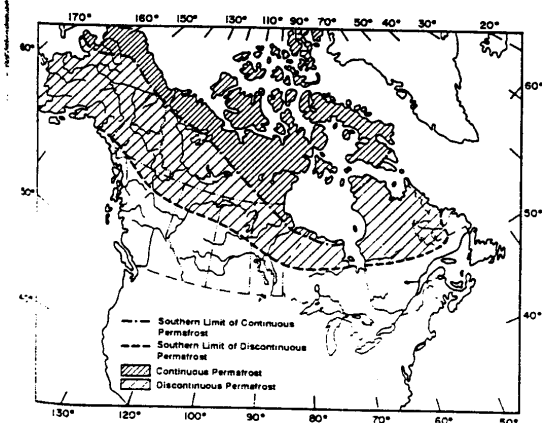 170° 160° 150° 130° 110° 90° 70° 50° 40° 30° 20°
60° 60°
50° 50°
40°
Southern Limit of Continuous
Permafrost
Southern Limit of Discontinuous
Permafrost
Continuous Permafrost
Discontinuous Permafrost
130° 120° 110° 100° 90° 80° 70° 60° 50°